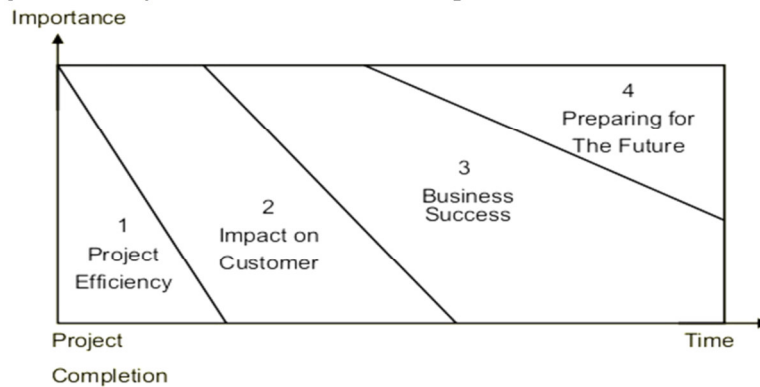 Importance
4
Preparing for
The Future
3
Business
Success
2
Impact on
Customer
1
Project
Efficiency
Project
Completion
Time